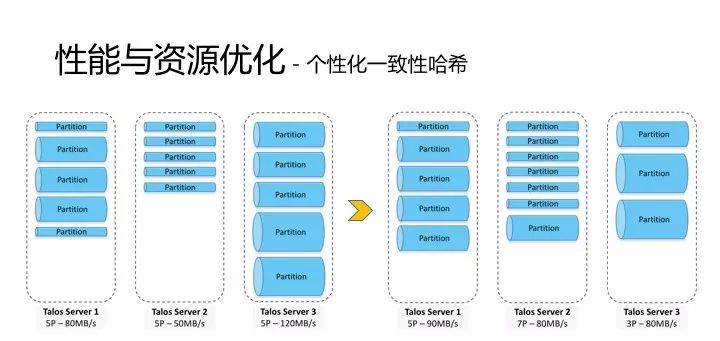 性能与资源优化 - 个性化一致性哈希
Partition
Partition
Partition
Partition
Partition
Talos Server 1
5P – 80MB/s
Partition
Partition
Partition
Partition
Partition
Talos Server 2
5P – 50MB/s
Partition
Partition
Partition
Partition
Partition
Talos Server 3
5P – 120MB/s
Partition
Partition
Partition
Partition
Partition
Talos Server 1
5P – 90MB/s
Partition
Partition
Partition
Partition
Partition
Partition
Partition
Talos Server 2
7P – 80MB/s
Partition
Partition
Partition
Talos Server 3
3P – 80MB/s